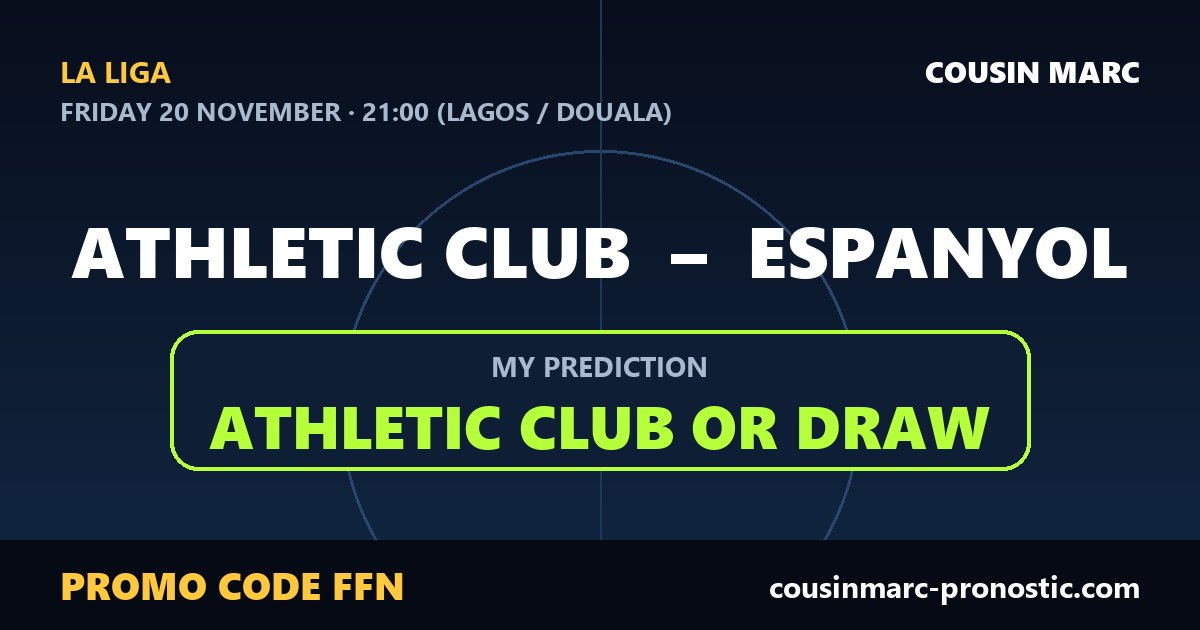 LA LIGA
COUSIN MARC
FRIDAY 20 NOVEMBER · 21:00 (LAGOS / DOUALA)
ATHLETIC CLUB – ESPANYOL
MY PREDICTION
ATHLETIC CLUB OR DRAW
PROMO CODE FFN
cousinmarc-pronostic.com